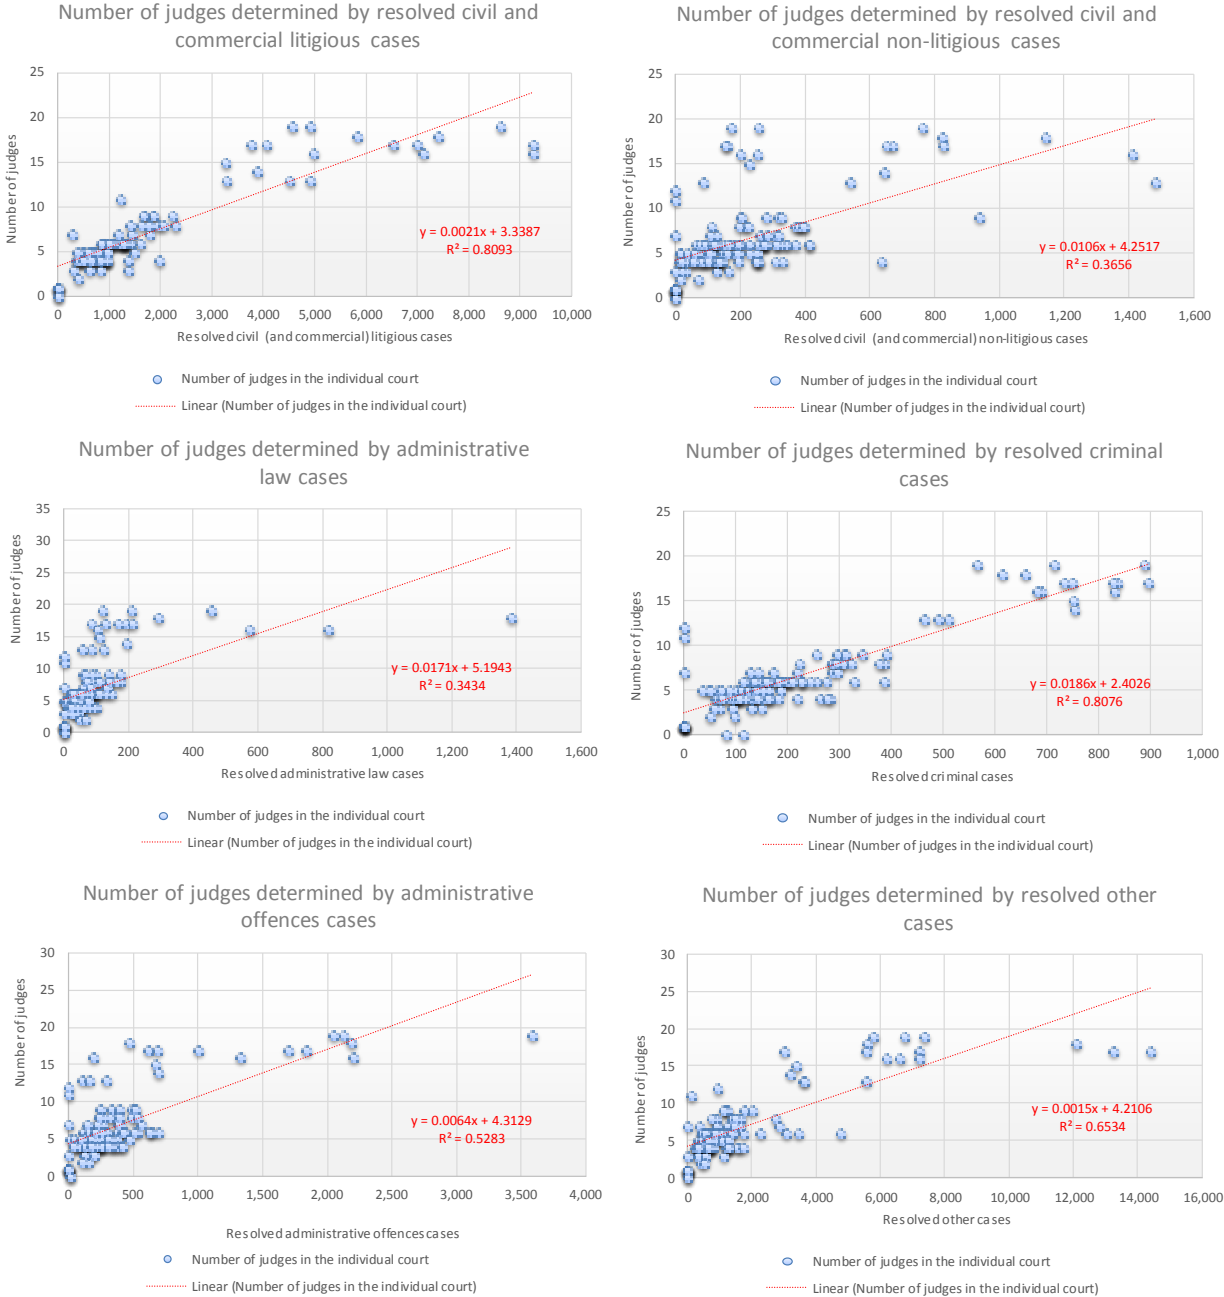 Number of judges determined by resolved civil and
commercial litigious cases
25
20
15
10
5
0
Number of judges
y = 0.0021x + 3.3387
R² = 0.8093
0 1,000 2,000 3,000 4,000 5,000 6,000 7,000 8,000 9,000 10,000
Resolved civil (and commercial) litigious cases
Number of judges in the individual court
Linear (Number of judges in the individual court)
Number of judges determined by resolved civil and
commercial non-litigious cases
25
20
15
10
5
0
Number of judges
y = 0.0106x + 4.2517
R² = 0.3656
0 200 400 600 800 1,000 1,200 1,400 1,600
Resolved civil (and commercial) non-litigious cases
Number of judges in the individual court
Linear (Number of judges in the individual court)
Number of judges determined by administrative
law cases
35
30
25
20
15
10
5
0
Number of judges
y = 0.0171x + 5.1943
R² = 0.3434
0 200 400 600 800 1,000 1,200 1,400 1,600
Resolved administrative law cases
Number of judges in the individual court
Linear (Number of judges in the individual court)
Number of judges determined by resolved criminal
cases
25
20
15
10
5
0
Number of judges
y = 0.0186x + 2.4026
R² = 0.8076
0 100 200 300 400 500 600 700 800 900 1,000
Resolved criminal cases
Number of judges in the individual court
Linear (Number of judges in the individual court)
Number of judges determined by administrative
offences cases
30
25
20
15
10
5
0
Number of judges
y = 0.0064x + 4.3129
R² = 0.5283
0 500 1,000 1,500 2,000 2,500 3,000 3,500 4,000
Resolved administrative offences cases
Number of judges in the individual court
Linear (Number of judges in the individual court)
Number of judges determined by resolved other
cases
30
25
20
15
10
5
0
Number of judges
y = 0.0015x + 4.2106
R² = 0.6534
0 2,000 4,000 6,000 8,000 10,000 12,000 14,000 16,000
Resolved other cases
Number of judges in the individual court
Linear (Number of judges in the individual court)